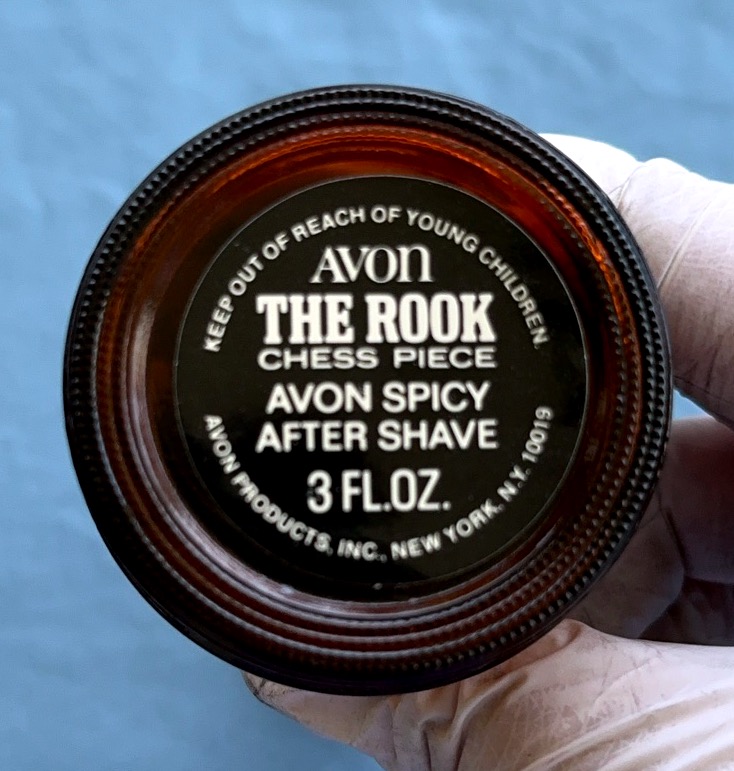 KEEP OUT OF REACH OF YOUNG CHILDREN.
AVON
THE ROOK
CHESS PIECE
AVON SPICY
AFTER SHAVE
3 FL.OZ.
AVON PRODUCTS, INC., NEW YORK, N.Y. 10019